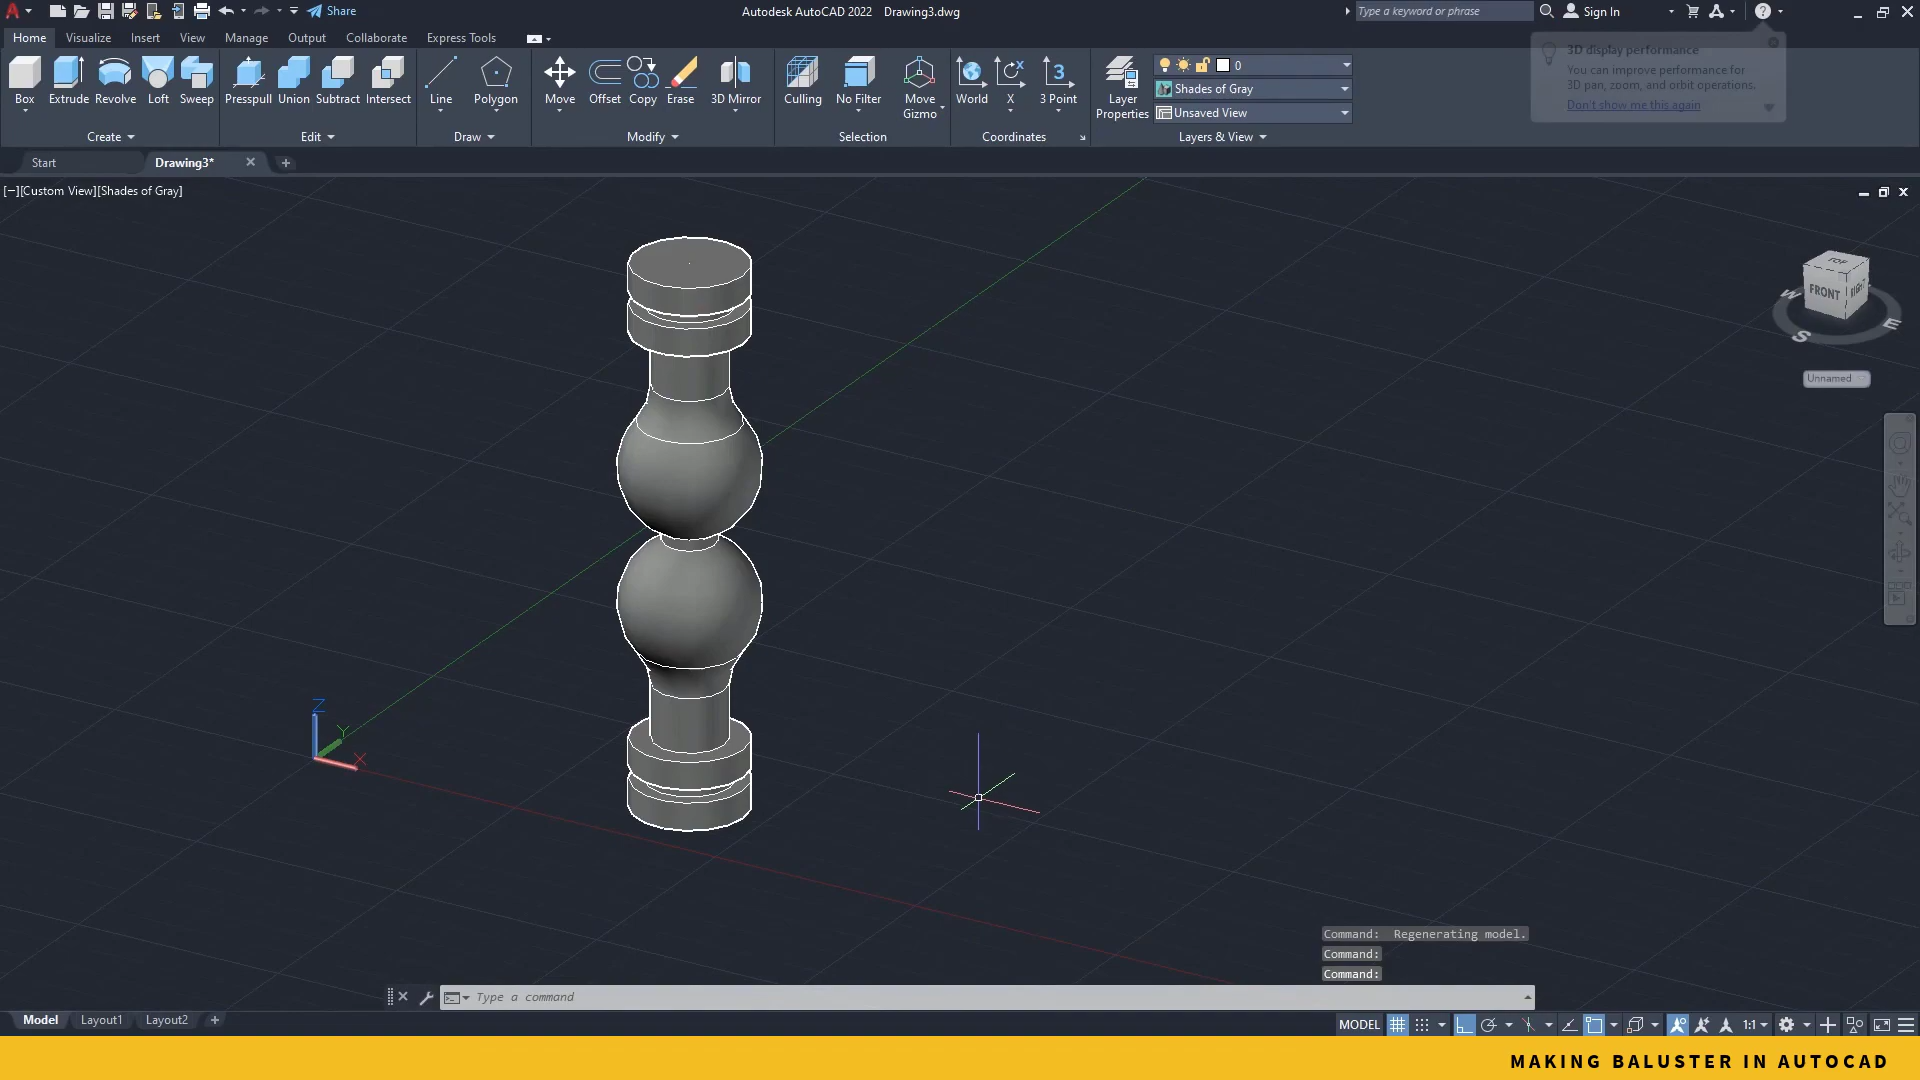 Share
Autodesk AutoCAD 2022 Drawing3.dwg
Type a keyword or phrase
Sign In
Home Visualize Insert View Manage Output Collaborate Express Tools
3D display performance
You can improve performance for
3D pan, zoom, and orbit operations.
Don't show me this again
Box Extrude Revolve Loft Sweep Presspull Union Subtract Intersect Line Polygon Move Offset Copy Erase 3D Mirror Culling No Filter Move Gizmo World X 3 Point Layer Properties
0
Shades of Gray
Unsaved View
Create Edit Draw Modify Selection Coordinates Layers & View
Start Drawing3*
[−][Custom View][Shades of Gray]
TOP
FRONT RIGHT
W
E
S
Unnamed
Z
Y
X
Command: Regenerating model.
Command:
Command:
Type a command
Model Layout1 Layout2
MODEL 1:1
MAKING BALUSTER IN AUTOCAD